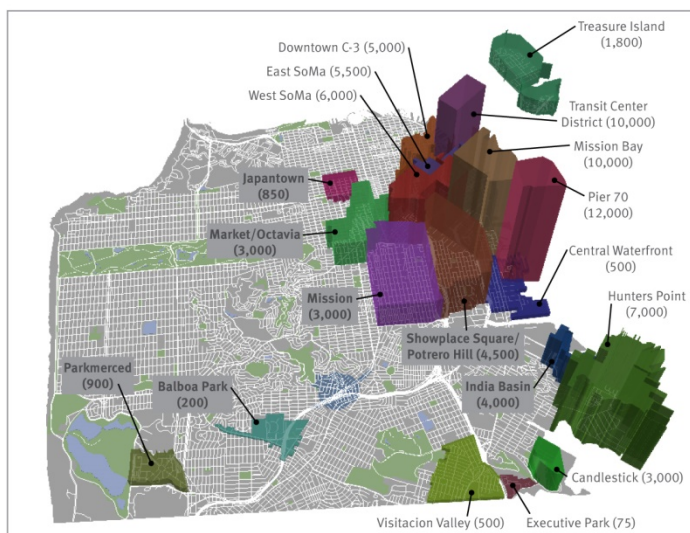 Downtown C-3 (5,000)
East SoMa (5,500)
West SoMa (6,000)
Treasure Island
(1,800)
Transit Center
District (10,000)
Mission Bay
(10,000)
Japantown
(850)
Pier 70
(12,000)
Market/Octavia
(3,000)
Central Waterfront
(500)
Mission
(3,000)
Hunters Point
(7,000)
Showplace Square/
Potrero Hill (4,500)
Parkmerced
(900)
Balboa Park
(200)
India Basin
(4,000)
Candlestick (3,000)
Visitacion Valley (500)
Executive Park (75)